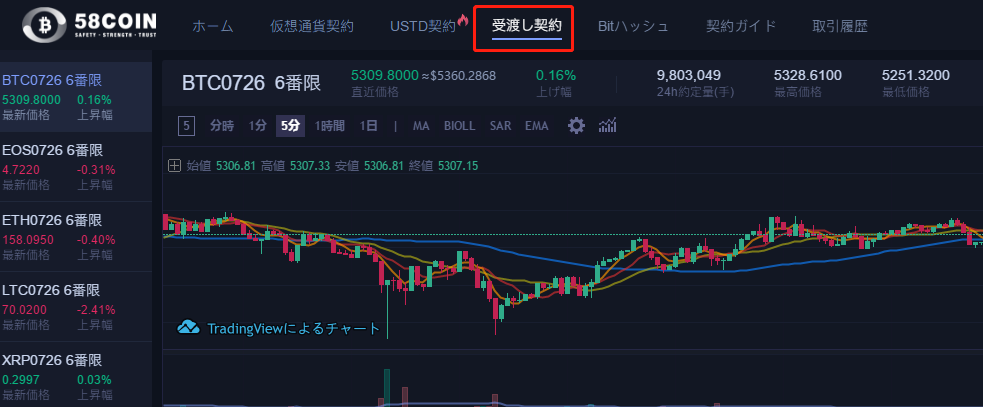 58COIN
SAFETY · STRENGTH · TRUST
ホーム 仮想通貨契約 USTD契約 受渡し契約 Bitハッシュ 契約ガイド 取引履歴
BTC0726 6番限
5309.8000 0.16%
最新価格 上昇幅
EOS0726 6番限
4.7220 -0.31%
最新価格 上昇幅
ETH0726 6番限
158.0950 -0.40%
最新価格 上昇幅
LTC0726 6番限
70.0200 -2.41%
最新価格 上昇幅
XRP0726 6番限
0.2997 0.03%
最新価格 上昇幅
BTC0726 6番限
5309.8000 ≈$5360.2868 0.16% 9,803,049 5328.6100 5251.3200
直近価格 上げ幅 24h約定量(手) 最高価格 最低価格
5 分時 1分 5分 1時間 1日 | MA BIOLL SAR EMA
始値 5306.81 高値 5307.33 安値 5306.81 終値 5307.15
TradingViewによるチャート